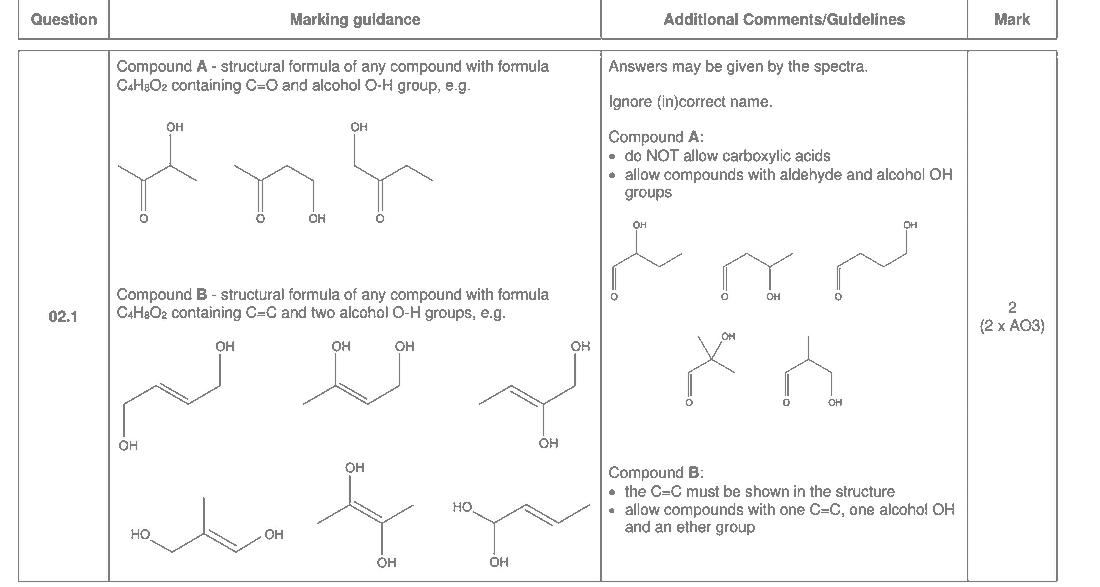 Question Marking guidance Additional Comments/Guidelines Mark
02.1
Compound A - structural formula of any compound with formula
C₄H₈O₂ containing C=O and alcohol O-H group, e.g.
OH OH
O O OH O
Compound B - structural formula of any compound with formula
C₄H₈O₂ containing C=C and two alcohol O-H groups, e.g.
OH OH OH OH
OH OH
OH
HO OH HO
OH OH
Answers may be given by the spectra.
Ignore (in)correct name.
Compound A:
• do NOT allow carboxylic acids
• allow compounds with aldehyde and alcohol OH
groups
OH OH
O O OH O
OH
O O OH
Compound B:
• the C=C must be shown in the structure
• allow compounds with one C=C, one alcohol OH
and an ether group
2
(2 x AO3)